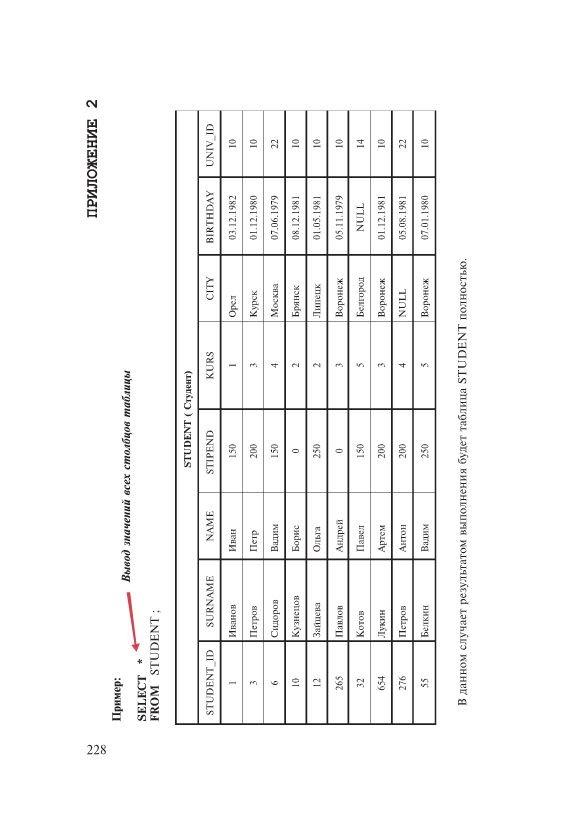 ПРИЛОЖЕНИЕ 2
Пример:
Вывод значений всех столбцов таблицы
SELECT *
FROM STUDENT ;
STUDENT ( Студент)
STUDENT_ID SURNAME NAME STIPEND KURS CITY BIRTHDAY UNIV_ID
1 Иванов Иван 150 1 Орел 03.12.1982 10
3 Петров Петр 200 3 Курск 01.12.1980 10
6 Сидоров Вадим 150 4 Москва 07.06.1979 22
10 Кузнецов Борис 0 2 Брянск 08.12.1981 10
12 Зайцева Ольга 250 2 Липецк 01.05.1981 10
265 Павлов Андрей 0 3 Воронеж 05.11.1979 10
32 Котов Павел 150 5 Белгород NULL 14
654 Лукин Артем 200 3 Воронеж 01.12.1981 10
276 Петров Антон 200 4 NULL 05.08.1981 22
55 Белкин Вадим 250 5 Воронеж 07.01.1980 10
В данном случает результатом выполнения будет таблица STUDENT полностью.
228